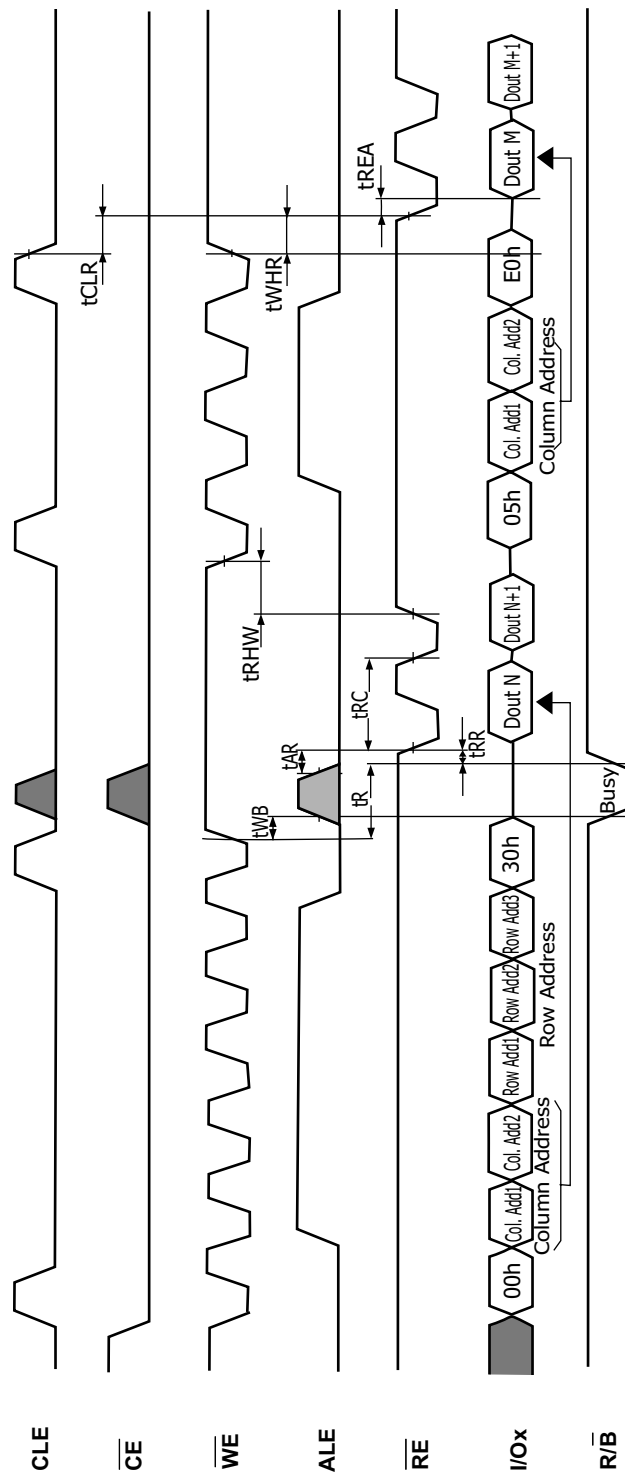 CLE
tCLR
CE
WE
tWB
tRHW
tWHR
ALE
tAR
tR
tRC
RE
tRR
tREA
I/Ox
00h
Col. Add1
Col. Add2
Row Add1
Row Add2
Row Add3
30h
Dout N
Dout N+1
05h
Col. Add1
Col. Add2
E0h
Dout M
Dout M+1
Column Address
Row Address
Column Address
R/B
Busy